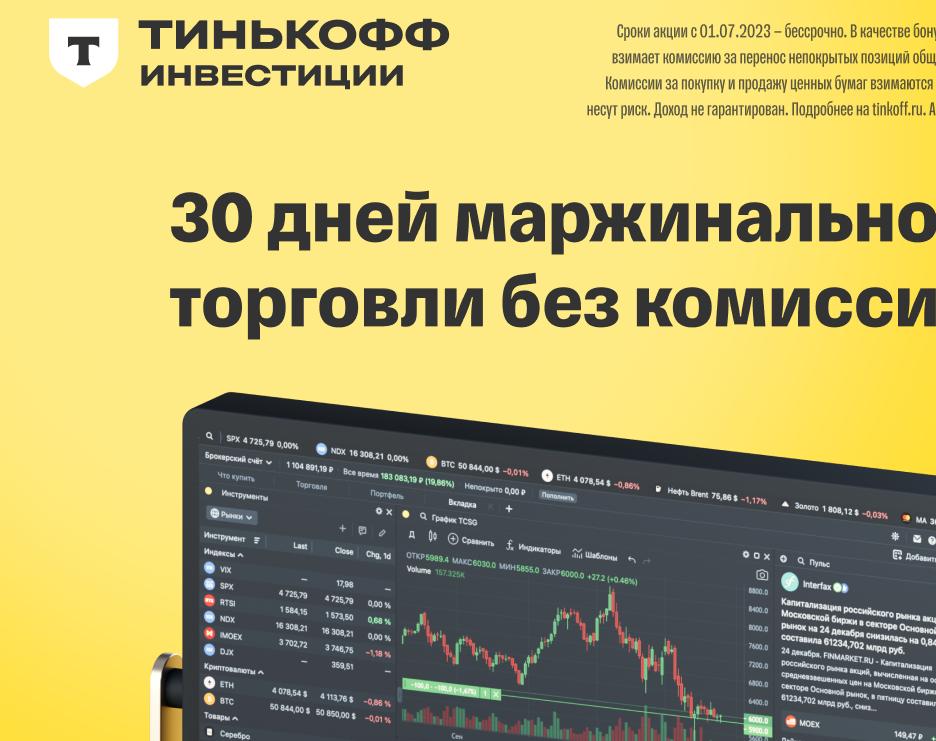 ТИНЬКОФФ
ИНВЕСТИЦИИ
Сроки акции с 01.07.2023 – бессрочно. В качестве
взимает комиссию за перенос непокрытых позиций
Комиссии за покупку и продажу ценных бумаг взимаются
несут риск. Доход не гарантирован. Подробнее на tinkoff.ru. А
30 дней маржинально
торговли без комисси
SPX 4 725,79 0,00% NDX 16 308,21 0,00% BTC 50 844,00 $ −0,01% ETH 4 078,54 $ −0,86% Нефть Brent 75,86 $ −1,17% Золото 1 808,12 $ −0,03% MA
Брокерский счёт 1 104 891,19 ₽ Все время 183 083,19 ₽ (19,86%) Непокрыто 0,00 ₽ Пополнить
Что купить Торговля Портфель Вкладка +
Инструменты
Рынки
Инструмент Last Close Chg, 1d
Индексы
VIX — 17,98 —
SPX 4 725,79 4 725,79 0,00 %
RTSI 1 584,15 1 573,50 0,68 %
NDX 16 308,21 16 308,21 0,00 %
IMOEX 3 702,72 3 746,75 −1,18 %
DJX — 359,51 —
Криптовалюты
ETH 4 078,54 $ 4 113,76 $ −0,86 %
BTC 50 844,00 $ 50 850,00 $ −0,01 %
Товары
Серебро
График TCSG
Д Сравнить Индикаторы Шаблоны
ОТКР5989.4 МАКС6030.0 МИН5855.0 ЗАКР6000.0 +27.2 (+0.46%)
Volume 157.325K
8800.0
8400.0
8000.0
7600.0
7200.0
6800.0
6400.0
6000.0
5900.0
5600.0
−100,0 · −100,0 (−1,47%) 1 X
Сен
Добавить
Пульс
Interfax
Капитализация российского рынка
Московской биржи в секторе Основной
рынок на 24 декабря снизилась на
составила 61234,702 млрд руб.
24 декабря. FINMARKET.RU - Капитализация
российского рынка акций, вычисленная на
средневзвешенных цен на Московской бирже
секторе Основной рынок, в пятницу составила
61234,702 млрд руб., сниз...
MOEX 149,47 ₽